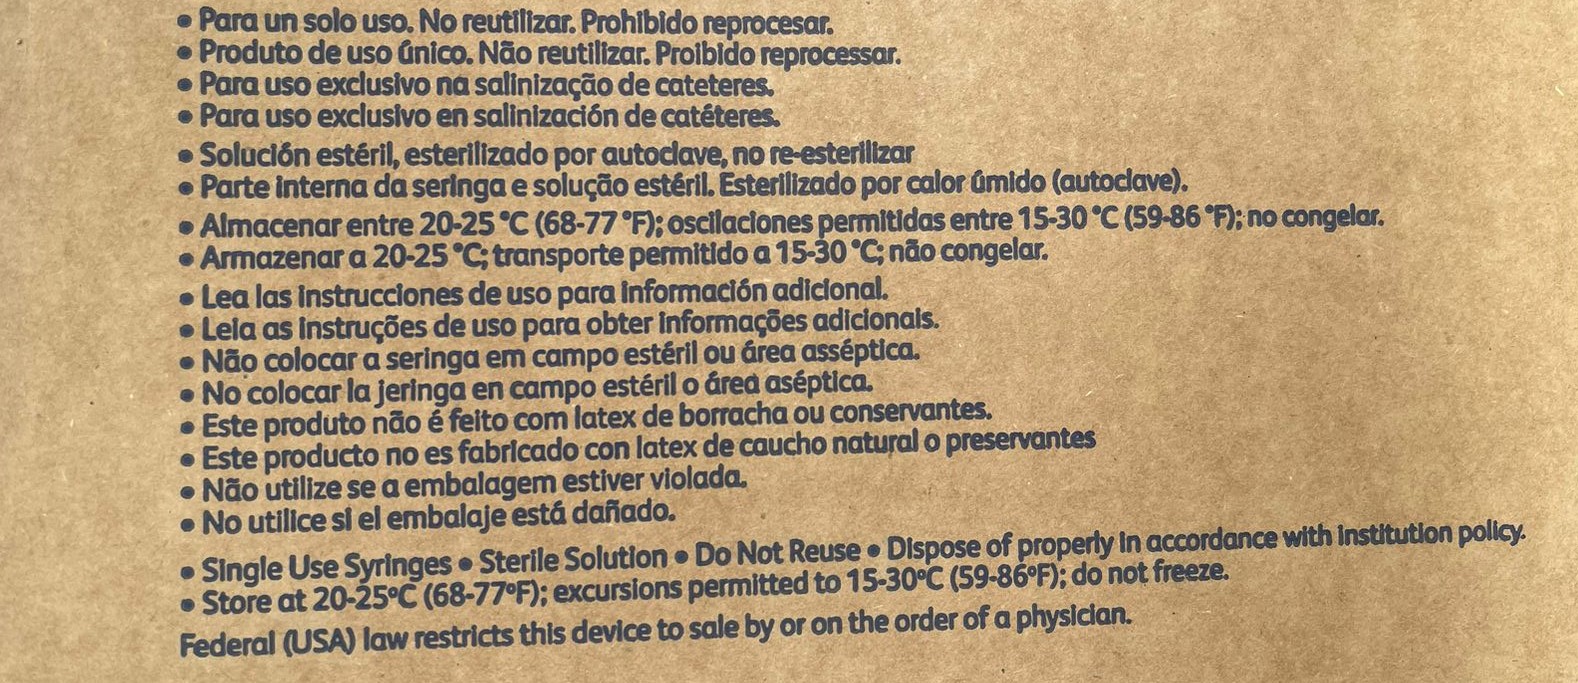 • Para un solo uso. No reutilizar. Prohibido reprocesar.
• Produto de uso único. Não reutilizar. Proibido reprocessar.
• Para uso exclusivo na salinização de cateteres.
• Para uso exclusivo en salinización de catéteres.
• Solución estéril, esterilizado por autoclave, no re-esterilizar
• Parte interna da seringa e solução estéril. Esterilizado por calor úmido (autoclave).
• Almacenar entre 20-25 °C (68-77 °F); oscilaciones permitidas entre 15-30 °C (59-86 °F); no congelar.
• Armazenar a 20-25 °C; transporte permitido a 15-30 °C; não congelar.
• Lea las instrucciones de uso para información adicional.
• Leia as instruções de uso para obter informações adicionais.
• Não colocar a seringa em campo estéril ou área asséptica.
• No colocar la jeringa en campo estéril o área aséptica.
• Este produto não é feito com latex de borracha ou conservantes.
• Este producto no es fabricado con latex de caucho natural o preservantes
• Não utilize se a embalagem estiver violada.
• No utilice si el embalaje está dañado.
• Single Use Syringes • Sterile Solution • Do Not Reuse • Dispose of properly in accordance with institution policy.
• Store at 20-25ºC (68-77ºF); excursions permitted to 15-30ºC (59-86ºF); do not freeze.
Federal (USA) law restricts this device to sale by or on the order of a physician.